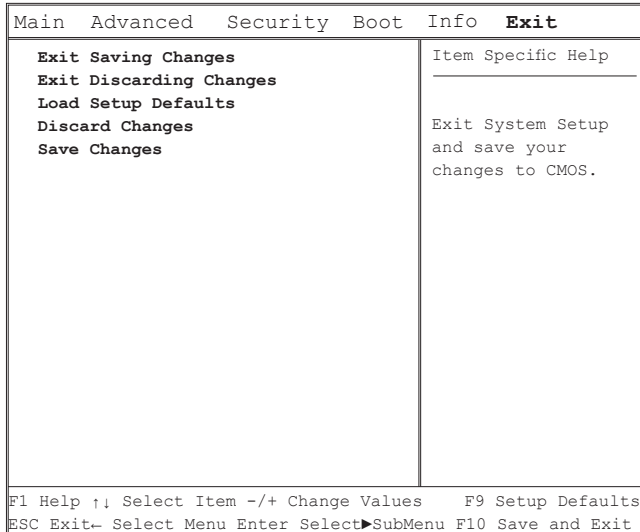 Main Advanced Security Boot Info Exit
Exit Saving Changes
Exit Discarding Changes
Load Setup Defaults
Discard Changes
Save Changes
Item Specific Help
Exit System Setup
and save your
changes to CMOS.
F1 Help ↑↓ Select Item -/+ Change Values F9 Setup Defaults
ESC Exit← Select Menu Enter Select►SubMenu F10 Save and Exit